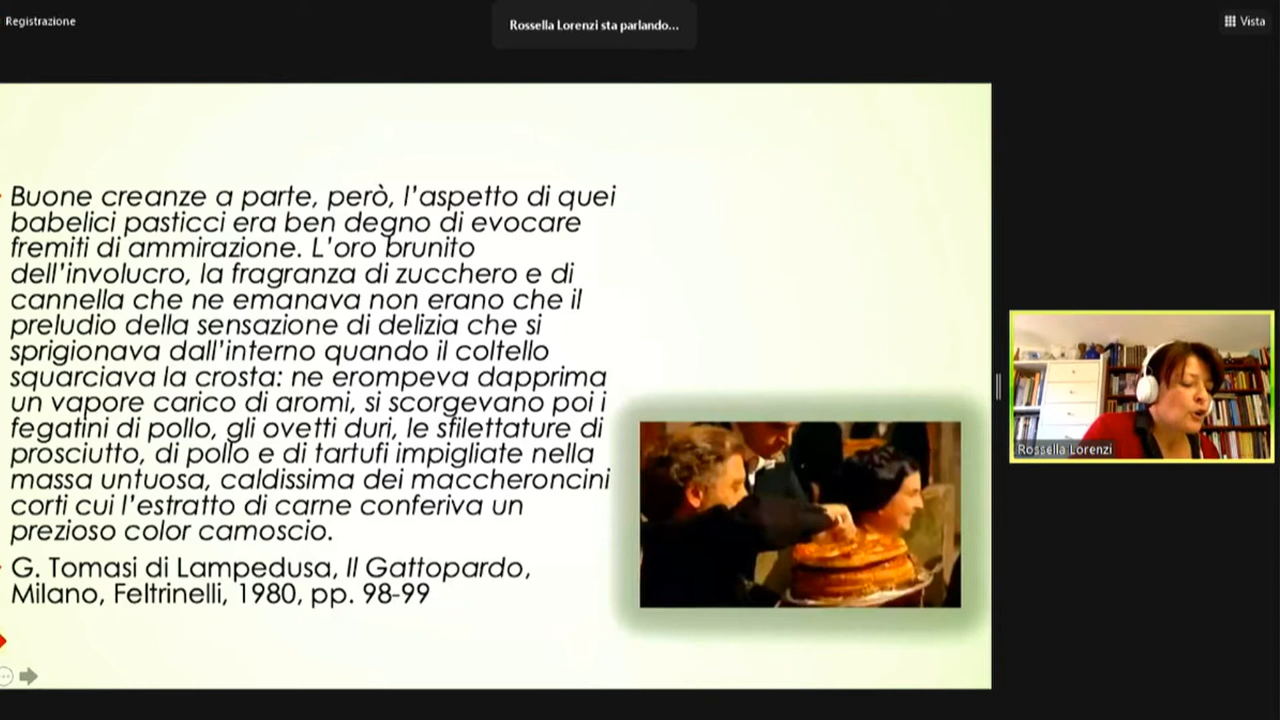 Registrazione
Rossella Lorenzi sta parlando...
Vista
Buone creanze a parte, però, l'aspetto di quei
babelici pasticci era ben degno di evocare
fremiti di ammirazione. L'oro brunito
dell'involucro, la fragranza di zucchero e di
cannella che ne emanava non erano che il
preludio della sensazione di delizia che si
sprigionava dall'interno quando il coltello
squarciava la crosta: ne erompeva dapprima
un vapore carico di aromi, si scorgevano poi i
fegatini di pollo, gli ovetti duri, le sfilettature di
prosciutto, di pollo e di tartufi impigliate nella
massa untuosa, caldissima dei maccheroncini
corti cui l'estratto di carne conferiva un
prezioso color camoscio.
G. Tomasi di Lampedusa, Il Gattopardo,
Milano, Feltrinelli, 1980, pp. 98-99
Rossella Lorenzi